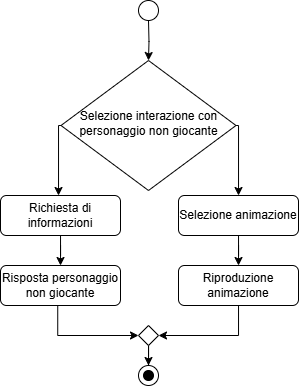 Selezione interazione con
personaggio non giocante
Richiesta di
informazioni
Selezione animazione
Risposta personaggio
non giocante
Riproduzione
animazione